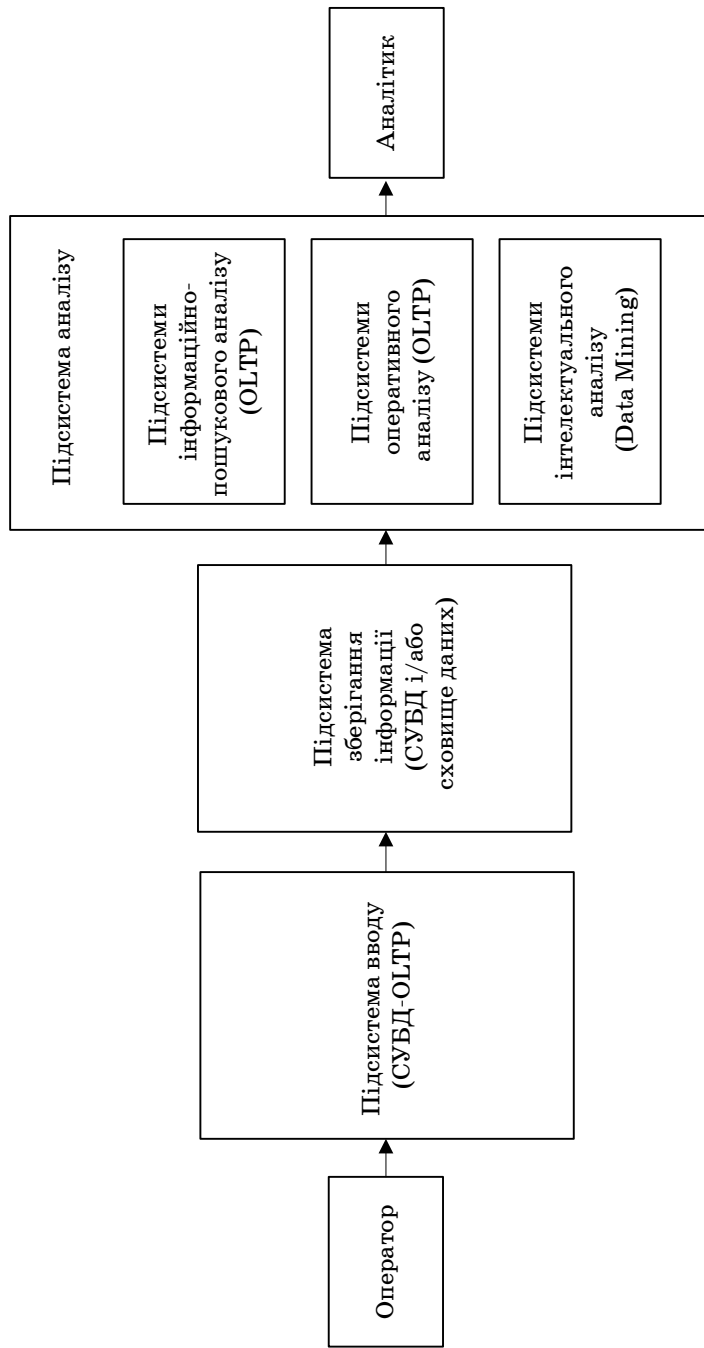 Оператор
Підсистема вводу
(СУБД-OLTP)
Підсистема
зберігання
інформації
(СУБД і/або
сховище даних)
Підсистема аналізу
Підсистеми
інформаційно-
пошукового аналізу
(OLTP)
Підсистеми
оперативного
аналізу (OLTP)
Підсистеми
інтелектуального
аналізу
(Data Mining)
Аналітик